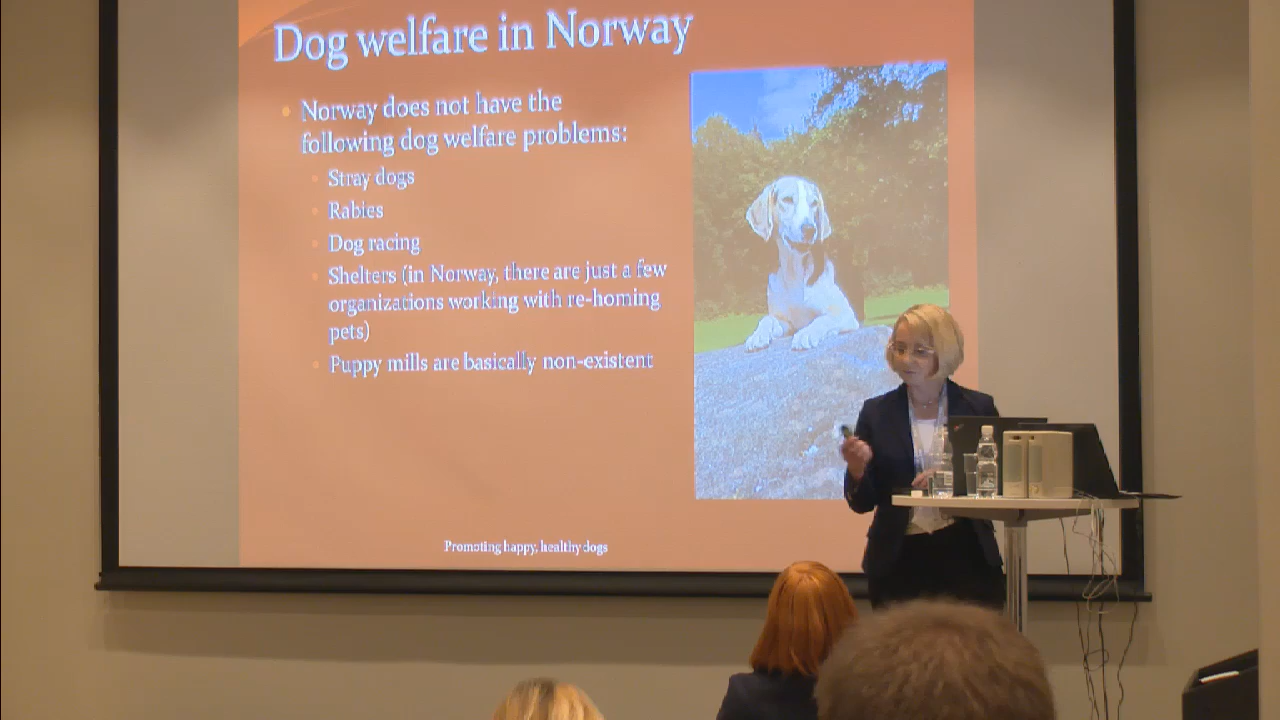 Dog welfare in Norway
Norway does not have the
following dog welfare problems:
Stray dogs
Rabies
Dog racing
Shelters (in Norway, there are just a few
organizations working with re-homing
pets)
Puppy mills are basically non-existent
Promoting happy, healthy dogs